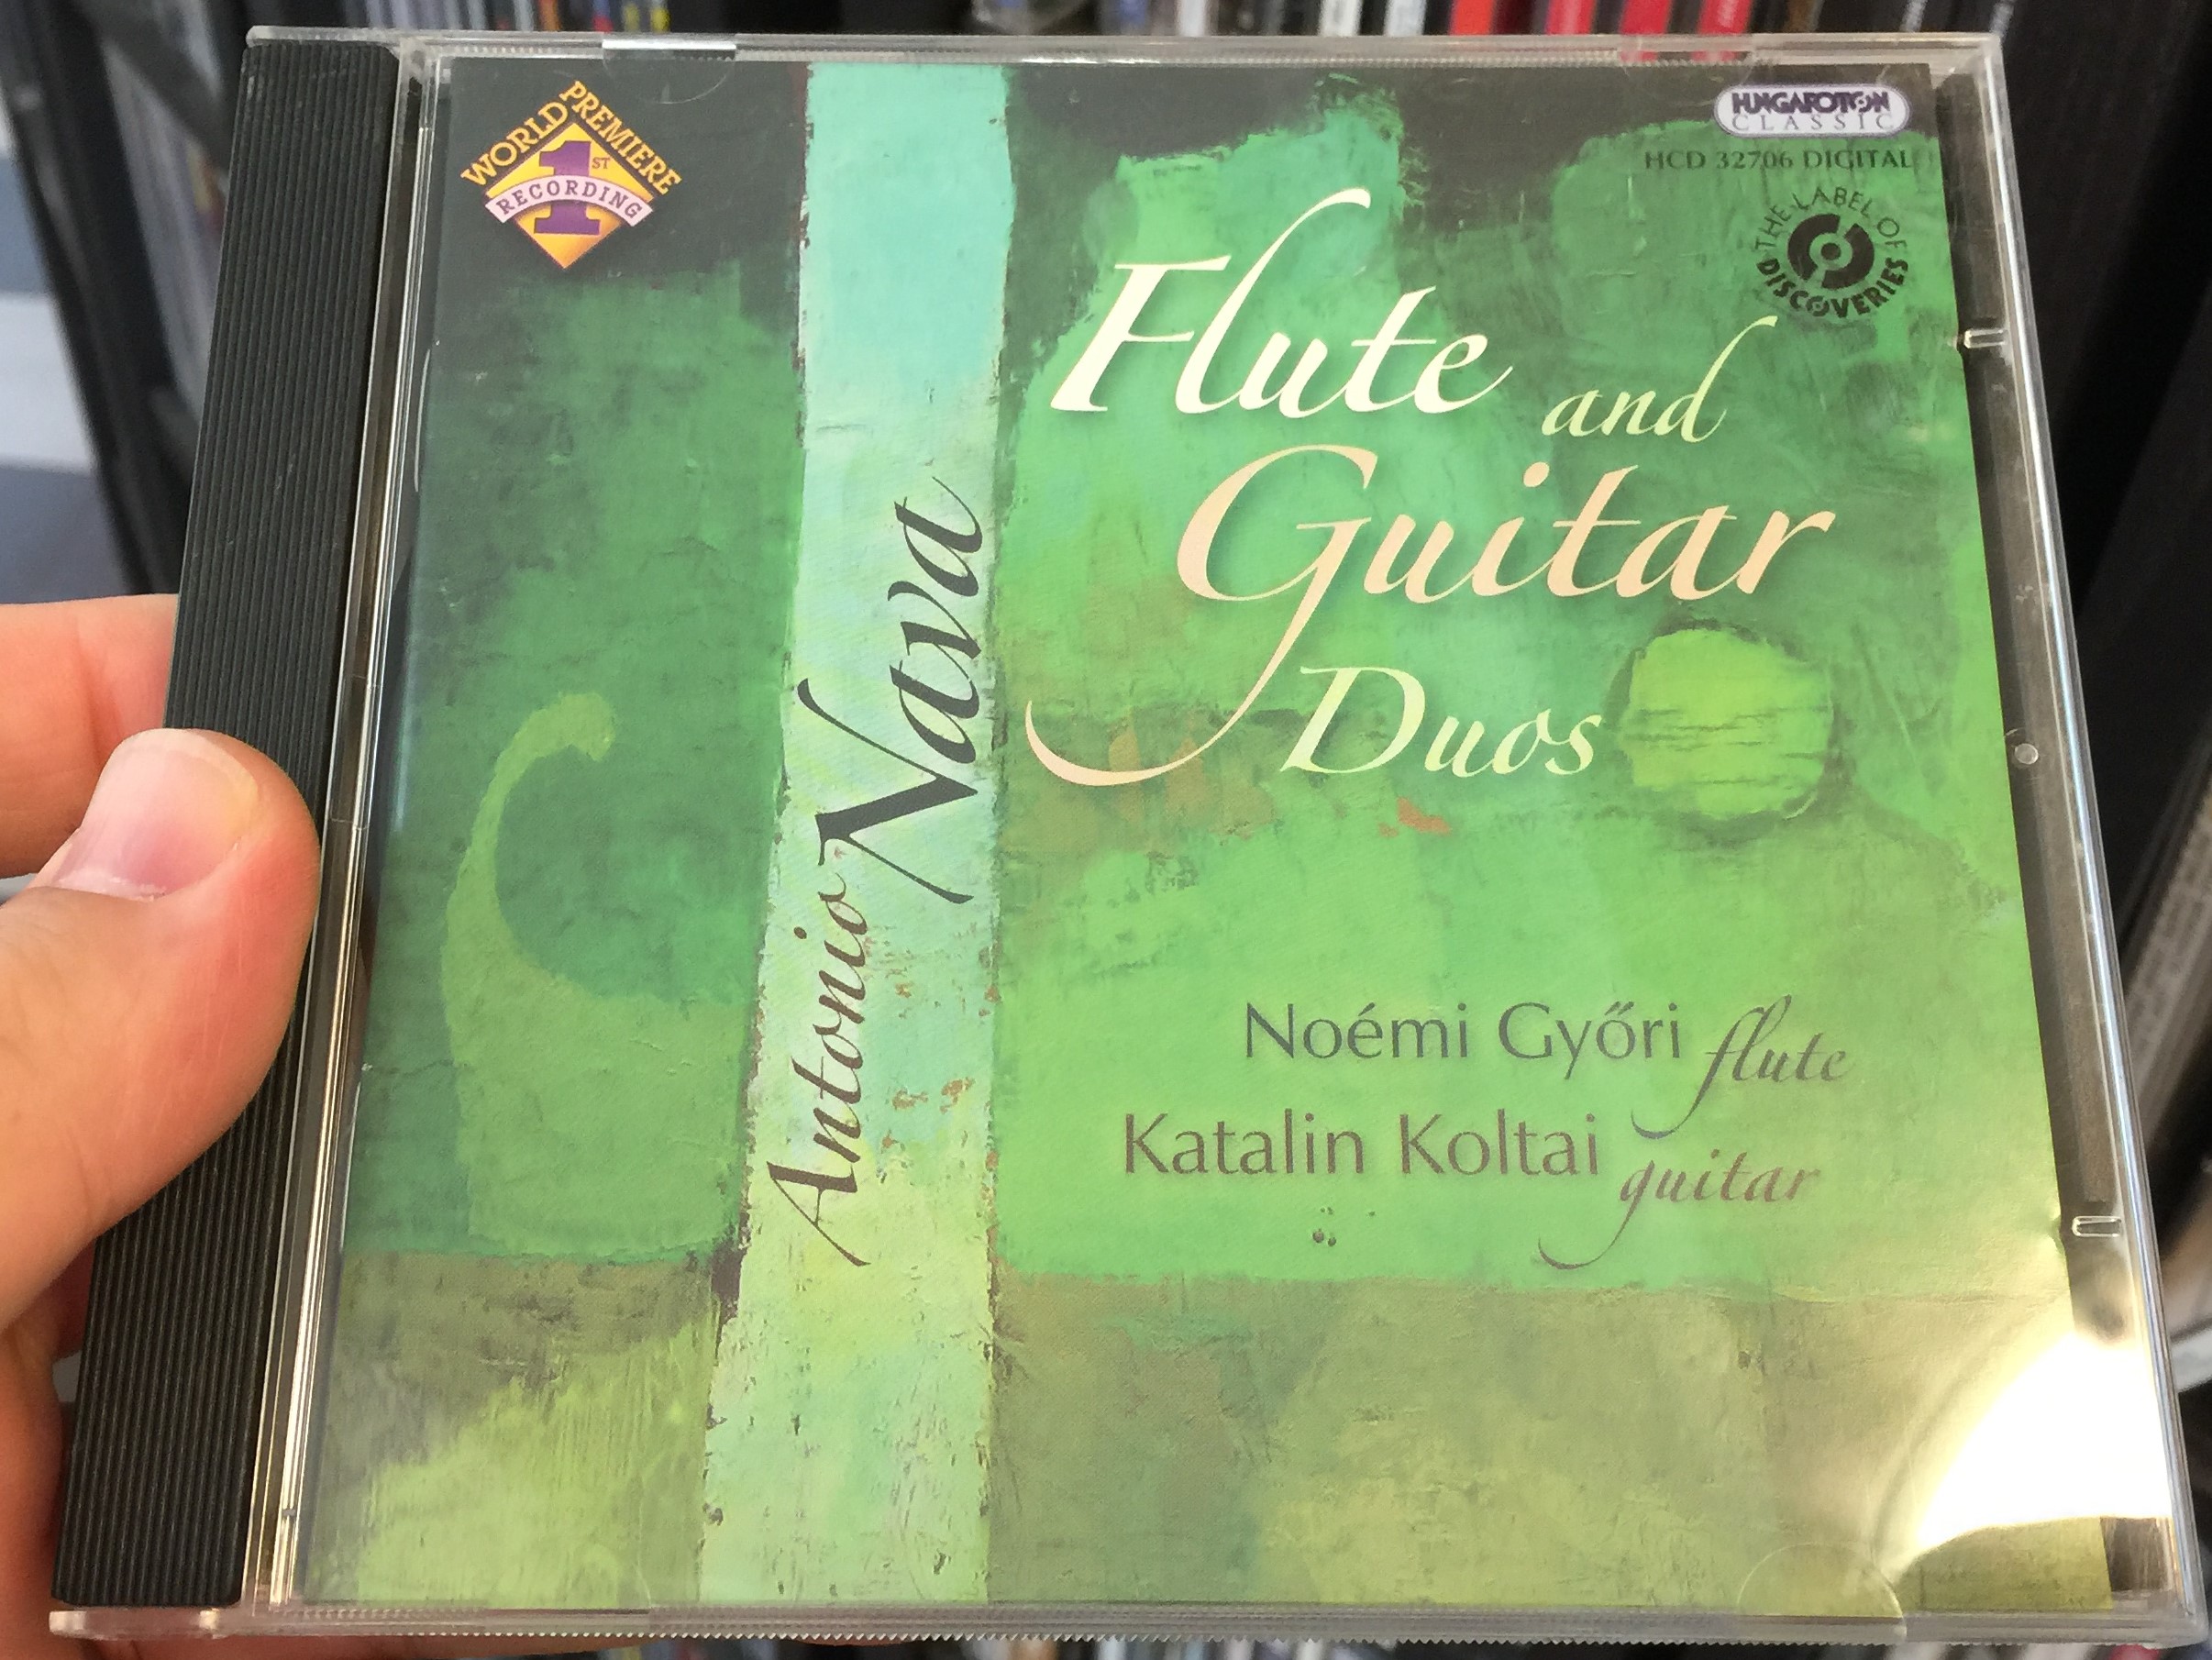 WORLD PREMIERE
1ST
RECORDING
HUNGAROTON
CLASSIC
HCD 32706 DIGITAL
THE LABEL OF
DISCOVERIES
Flute and
Guitar
Duos
Antonio Nava
Noémi Győri flute
Katalin Koltai guitar